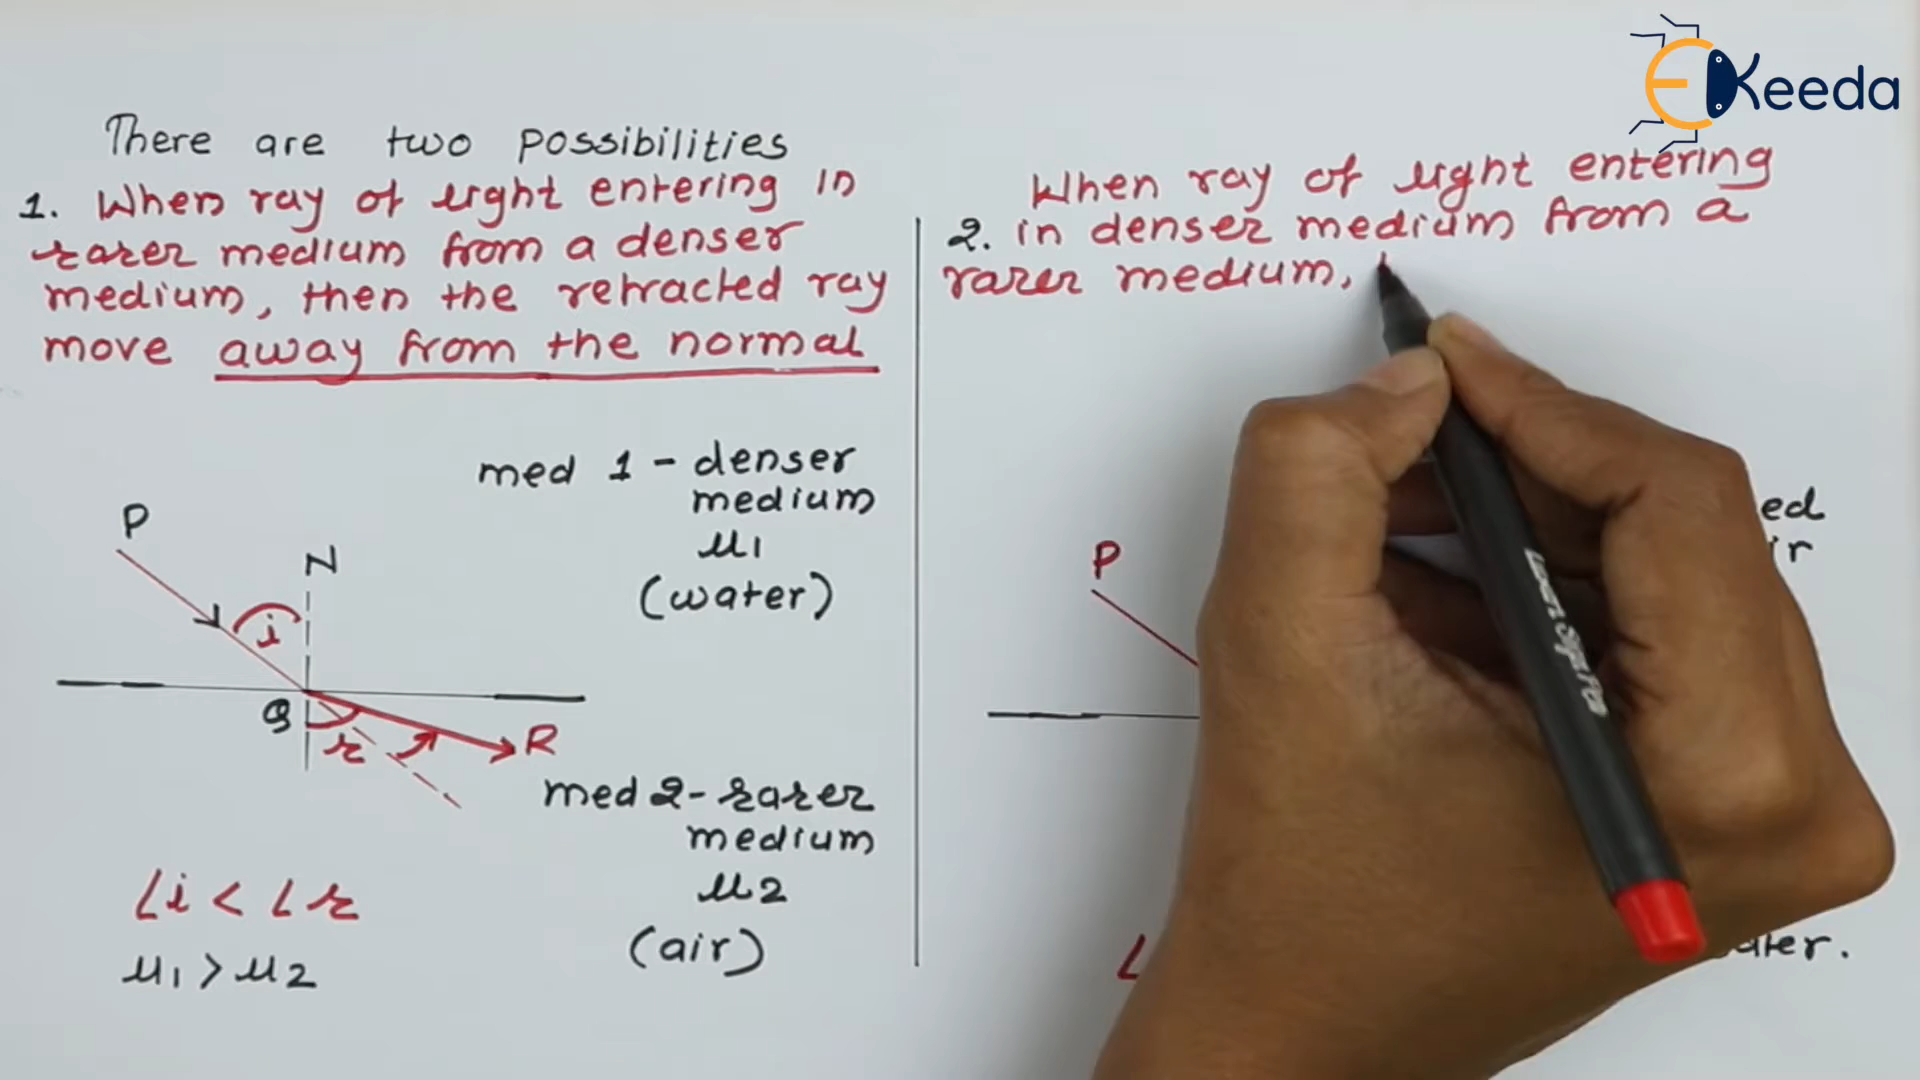 There are two possibilities
1. When ray of light entering in
rarer medium from a denser
medium, then the refracted ray
move away from the normal
med 1 - denser
medium
μ1
(water)
P
N
i
Q
r
R
med 2 - rarer
medium
μ2
(air)
∠i < ∠r
μ1 > μ2
EKeeda
When ray of light entering
2. in denser medium from a
rarer medium,
P
∠